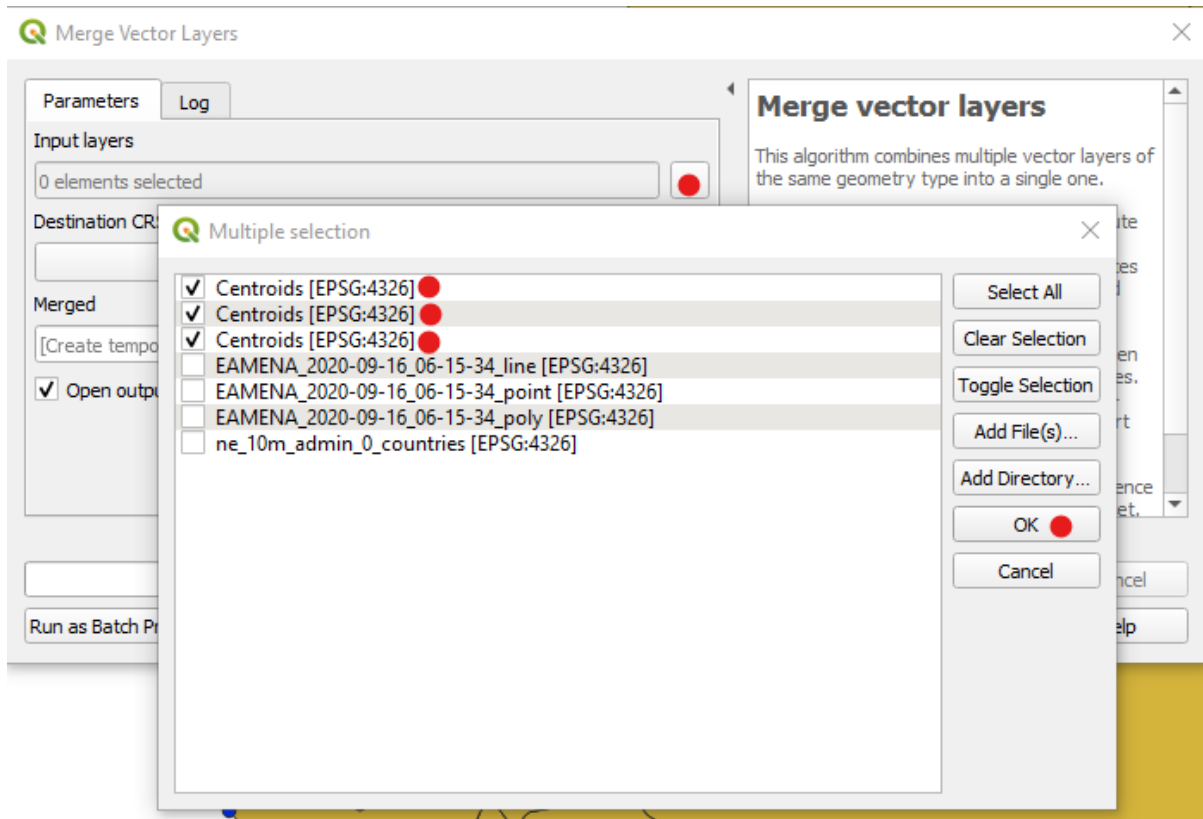 Merge Vector Layers
Parameters
Log
Input layers
0 elements selected
Destination CRS
Merged
[Create tempo
Open outpu
Run as Batch Pr
Merge vector layers
This algorithm combines multiple vector layers of
the same geometry type into a single one.
Multiple selection
Centroids [EPSG:4326]
Centroids [EPSG:4326]
Centroids [EPSG:4326]
EAMENA_2020-09-16_06-15-34_line [EPSG:4326]
EAMENA_2020-09-16_06-15-34_point [EPSG:4326]
EAMENA_2020-09-16_06-15-34_poly [EPSG:4326]
ne_10m_admin_0_countries [EPSG:4326]
Select All
Clear Selection
Toggle Selection
Add File(s)...
Add Directory...
OK
Cancel